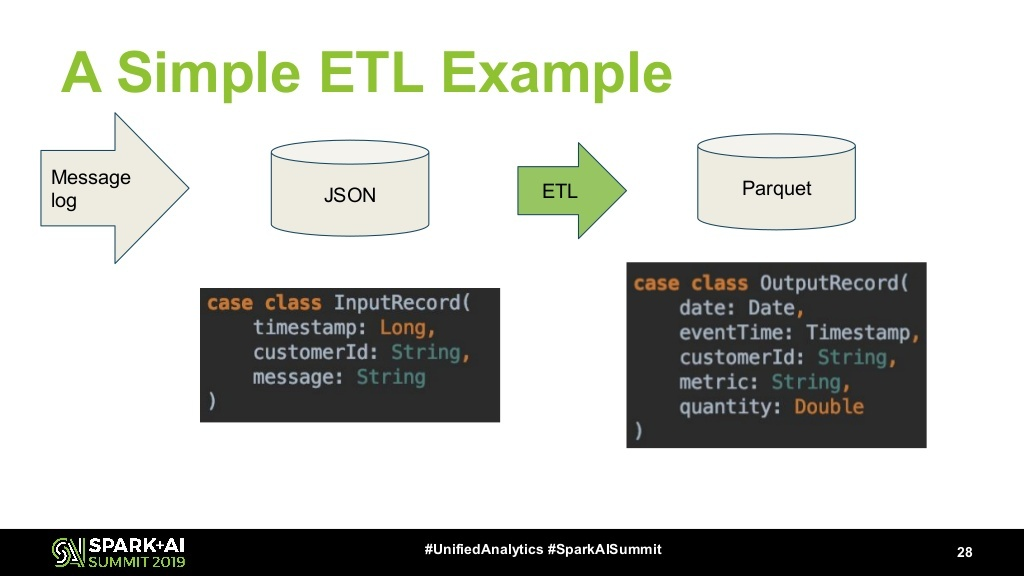 A Simple ETL Example
Message
log
JSON
ETL
Parquet
case class InputRecord(
    timestamp: Long,
    customerId: String,
    message: String
)
case class OutputRecord(
    date: Date,
    eventTime: Timestamp,
    customerId: String,
    metric: String,
    quantity: Double
)
SPARK+AI
SUMMIT 2019
#UnifiedAnalytics #SparkAISummit
28